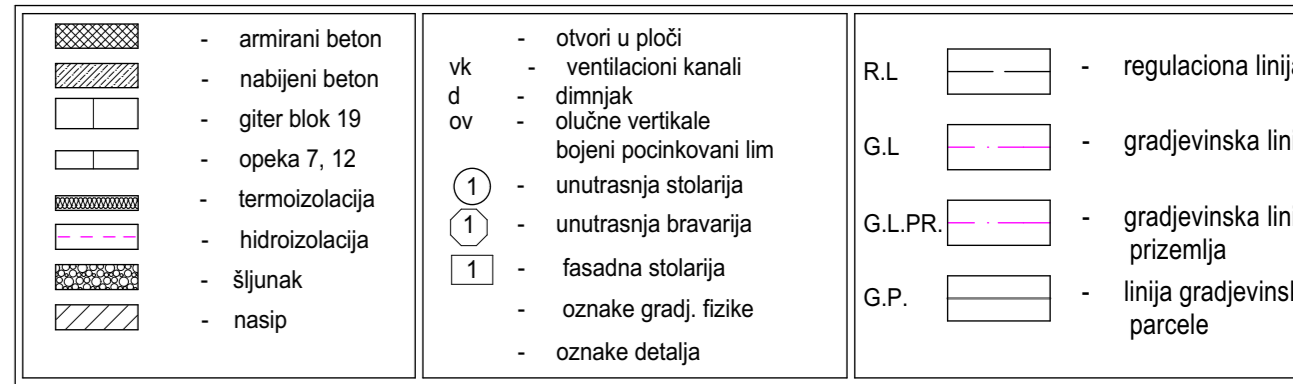 - armirani beton
- nabijeni beton
- giter blok 19
- opeka 7, 12
- termoizolacija
- hidroizolacija
- šljunak
- nasip
- otvori u ploči
vk - ventilacioni kanali
d - dimnjak
ov - olučne vertikale
bojeni pocinkovani lim
1 - unutrasnja stolarija
1 - unutrasnja bravarija
1 - fasadna stolarija
- oznake gradj. fizike
- oznake detalja
R.L - regulaciona linija
G.L - gradjevinska lini
G.L.PR. - gradjevinska lini
prizemlja
G.P. - linija gradjevinsk
parcele